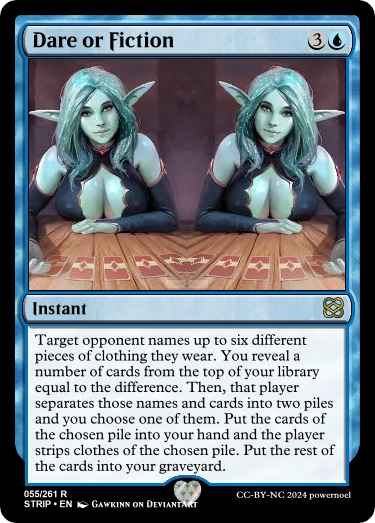 Dare or Fiction
3
Instant
Target opponent names up to six different
pieces of clothing they wear. You reveal a
number of cards from the top of your library
equal to the difference. Then, that player
separates those names and cards into two piles
and you choose one of them. Put the cards of
the chosen pile into your hand and the player
strips clothes of the chosen pile. Put the rest of
the cards into your graveyard.
055/261 R
CC-BY-NC 2024 powernoel
STRIP • EN Gawkinn on DeviantArt